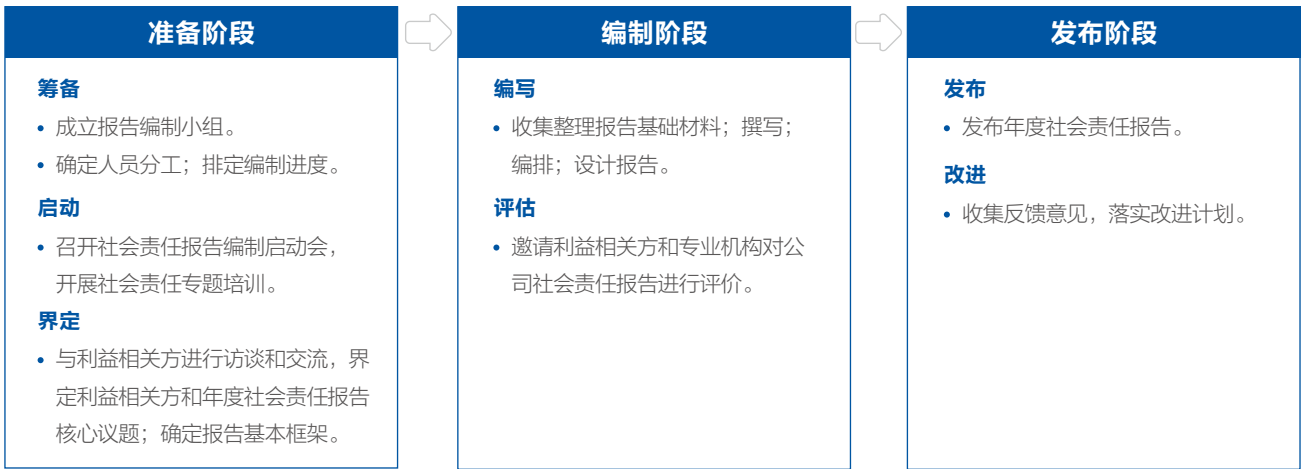 准备阶段
筹备
• 成立报告编制小组。
• 确定人员分工；排定编制进度。
启动
• 召开社会责任报告编制启动会，
开展社会责任专题培训。
界定
• 与利益相关方进行访谈和交流，界
定利益相关方和年度社会责任报告
核心议题；确定报告基本框架。
编制阶段
编写
• 收集整理报告基础材料；撰写；
编排；设计报告。
评估
• 邀请利益相关方和专业机构对公
司社会责任报告进行评价。
发布阶段
发布
• 发布年度社会责任报告。
改进
• 收集反馈意见，落实改进计划。